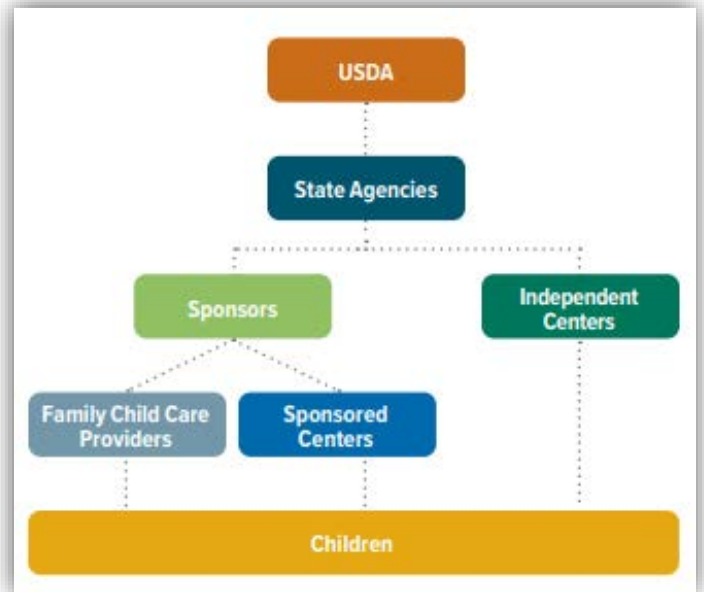 USDA
State Agencies
Sponsors
Independent
Centers
Family Child Care
Providers
Sponsored
Centers
Children